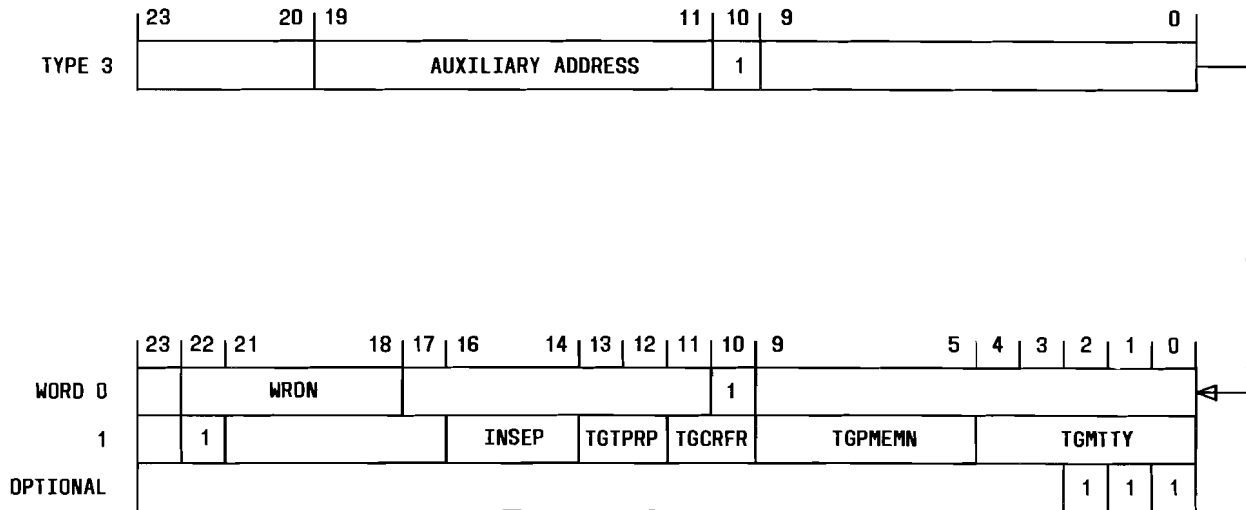 23 20 19 11 10 9 0
TYPE 3 AUXILIARY ADDRESS 1
23 22 21 18 17 16 14 13 12 11 10 9 5 4 3 2 1 0
WORD 0 WRDN 1
1 1 INSEP TGTPRP TGCRFR TGPMEMN TGMTTY
OPTIONAL 1 1 1